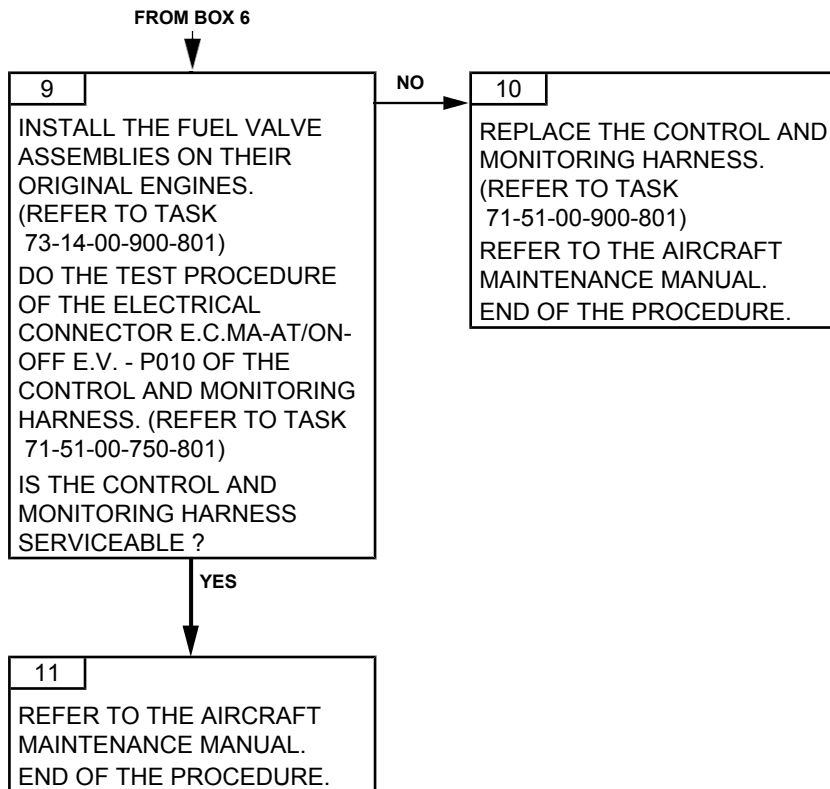 FROM BOX 6
9
INSTALL THE FUEL VALVE
ASSEMBLIES ON THEIR
ORIGINAL ENGINES.
(REFER TO TASK
73-14-00-900-801)
DO THE TEST PROCEDURE
OF THE ELECTRICAL
CONNECTOR E.C.MA-AT/ON-
OFF E.V. - P010 OF THE
CONTROL AND MONITORING
HARNESS. (REFER TO TASK
71-51-00-750-801)
IS THE CONTROL AND
MONITORING HARNESS
SERVICEABLE ?
NO
10
REPLACE THE CONTROL AND
MONITORING HARNESS.
(REFER TO TASK
71-51-00-900-801)
REFER TO THE AIRCRAFT
MAINTENANCE MANUAL.
END OF THE PROCEDURE.
YES
11
REFER TO THE AIRCRAFT
MAINTENANCE MANUAL.
END OF THE PROCEDURE.